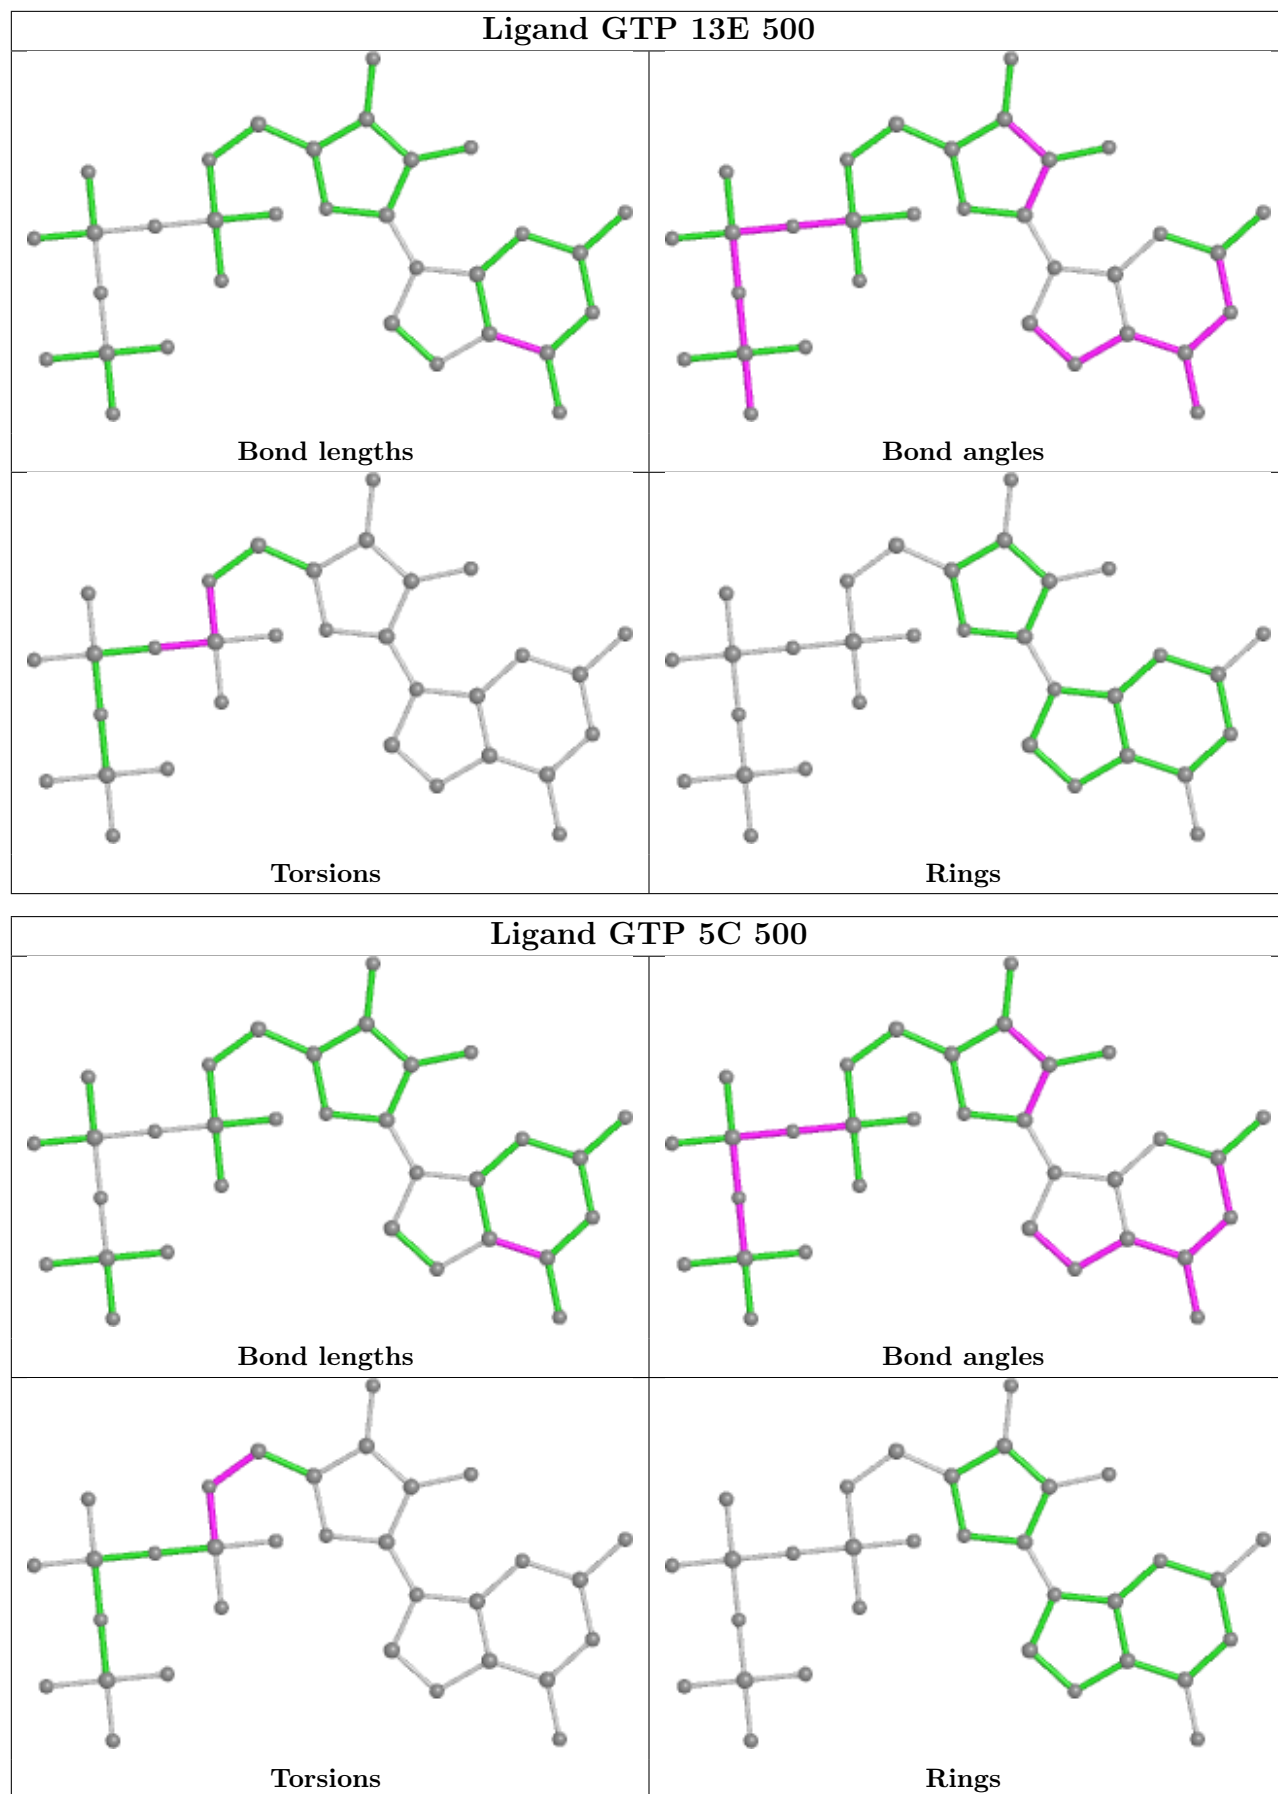 Ligand GTP 13E 500
Bond lengths
Bond angles
Torsions
Rings
Ligand GTP 5C 500
Bond lengths
Bond angles
Torsions
Rings